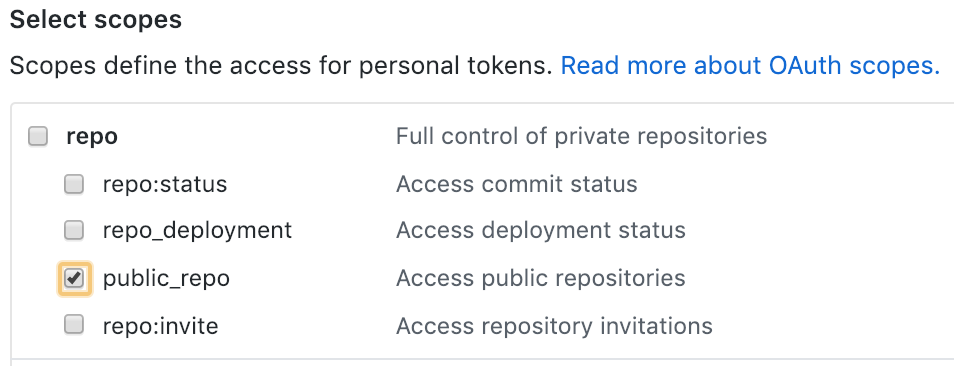 Select scopes
Scopes define the access for personal tokens. Read more about OAuth scopes.
repo Full control of private repositories
repo:status Access commit status
repo_deployment Access deployment status
public_repo Access public repositories
repo:invite Access repository invitations